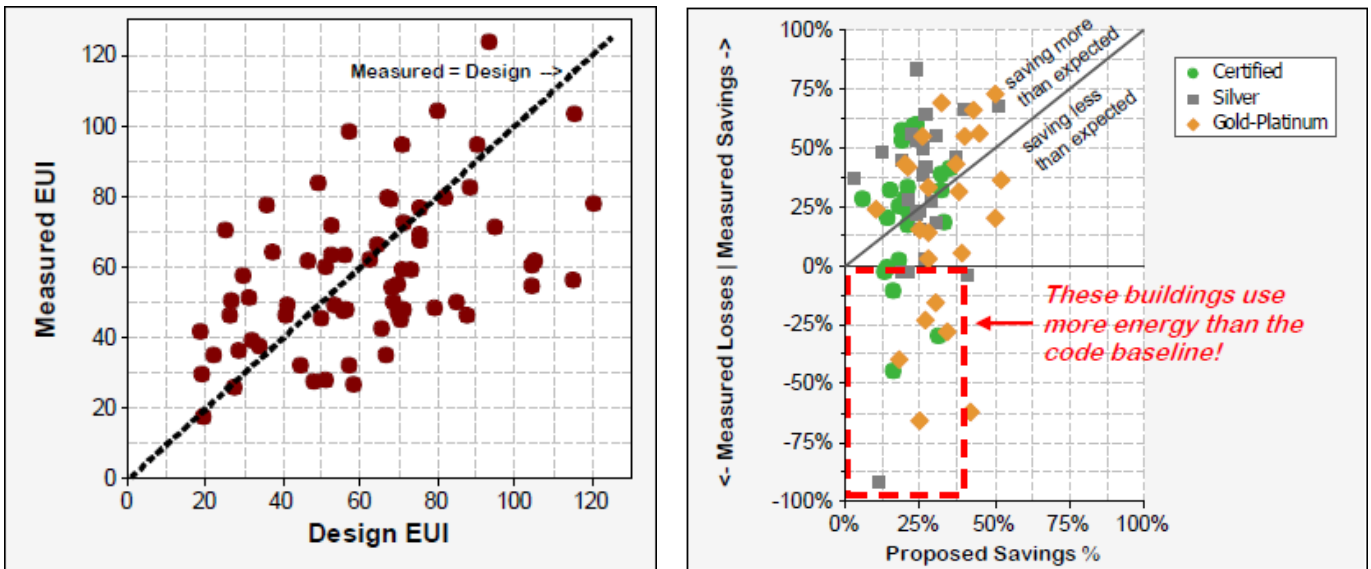 Measured EUI
120
100
80
60
40
20
0
0 20 40 60 80 100 120
Design EUI
Measured = Design -->
<- Measured Losses | Measured Savings ->
100%
75%
50%
25%
0%
-25%
-50%
-75%
-100%
0% 25% 50% 75% 100%
Proposed Savings %
saving more
than expected
saving less
than expected
Certified
Silver
Gold-Platinum
These buildings use
more energy than the
code baseline!